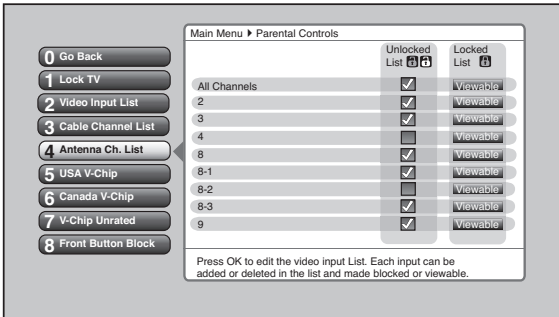 Main Menu ▶ Parental Controls
0 Go Back
1 Lock TV
2 Video Input List
3 Cable Channel List
4 Antenna Ch. List
5 USA V-Chip
6 Canada V-Chip
7 V-Chip Unrated
8 Front Button Block
Unlocked List
Locked List
All Channels Viewable
2 Viewable
3 Viewable
4 Viewable
8 Viewable
8-1 Viewable
8-2 Viewable
8-3 Viewable
9 Viewable
Press OK to edit the video input List. Each input can be
added or deleted in the list and made blocked or viewable.